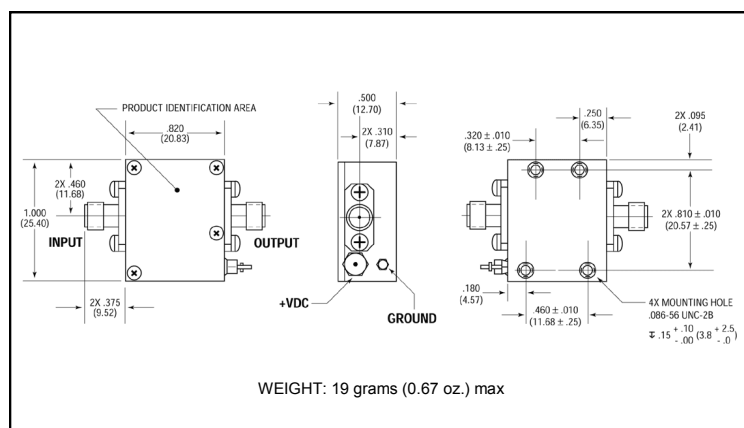 PRODUCT IDENTIFICATION AREA
.820
(20.83)
2X .460
(11.68)
1.000
(25.40)
INPUT
OUTPUT
2X .375
(9.52)
.500
(12.70)
2X .310
(7.87)
+VDC
GROUND
.250
(6.35)
2X .095
(2.41)
.320 ± .010
(8.13 ± .25)
2X .810 ± .010
(20.57 ± .25)
.180
(4.57)
.460 ± .010
(11.68 ± .25)
4X MOUNTING HOLE
.086-56 UNC-2B
↧ .15 + .10 - .00 (3.8 + 2.5 - .0 )
WEIGHT: 19 grams (0.67 oz.) max